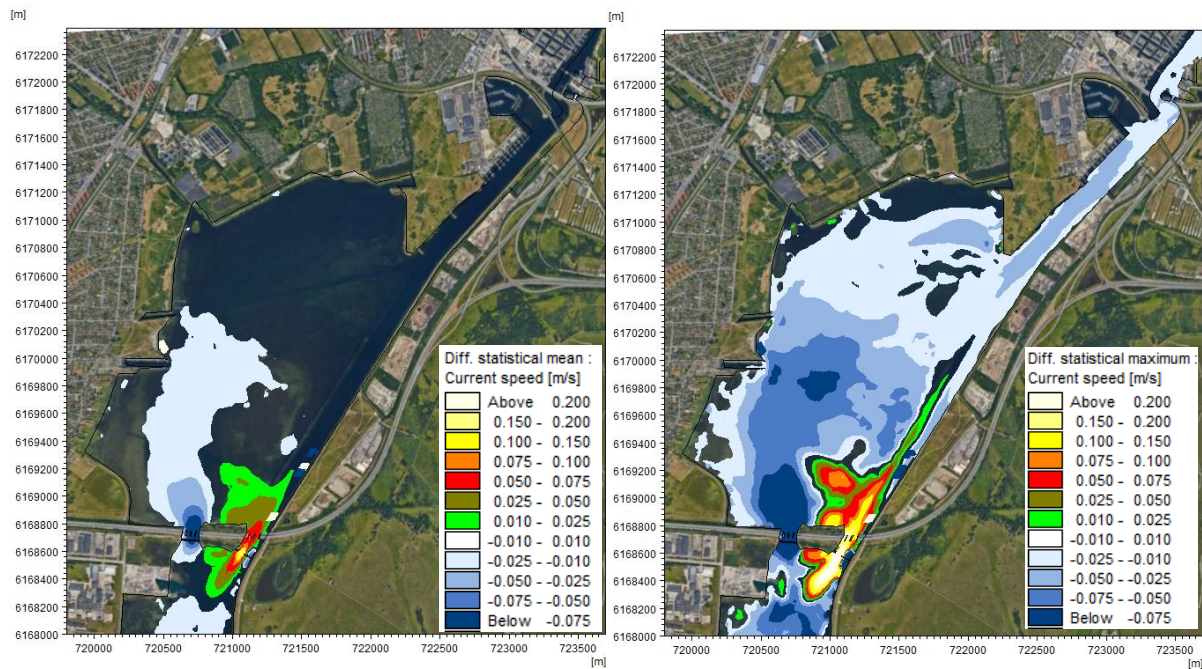 [m]
6172400
6172200
6172000
6171800
6171600
6171400
6171200
6171000
6170800
6170600
6170400
6170200
6170000
6169800
6169600
6169400
6169200
6169000
6168800
6168600
6168400
6168200
6168000
720000 720500 721000 721500 722000 722500 723000 723500
[m]
Diff. statistical mean :
Current speed [m/s]
Above 0.200
0.150 - 0.200
0.100 - 0.150
0.075 - 0.100
0.050 - 0.075
0.025 - 0.050
0.010 - 0.025
-0.010 - 0.010
-0.025 - -0.010
-0.050 - -0.025
-0.075 - -0.050
Below -0.075
[m]
6172200
6172000
6171800
6171600
6171400
6171200
6171000
6170800
6170600
6170400
6170200
6170000
6169800
6169600
6169400
6169200
6169000
6168800
6168600
6168400
6168200
6168000
720000 720500 721000 721500 722000 722500 723000 723500
[m]
Diff. statistical maximum :
Current speed [m/s]
Above 0.200
0.150 - 0.200
0.100 - 0.150
0.075 - 0.100
0.050 - 0.075
0.025 - 0.050
0.010 - 0.025
-0.010 - 0.010
-0.025 - -0.010
-0.050 - -0.025
-0.075 - -0.050
Below -0.075